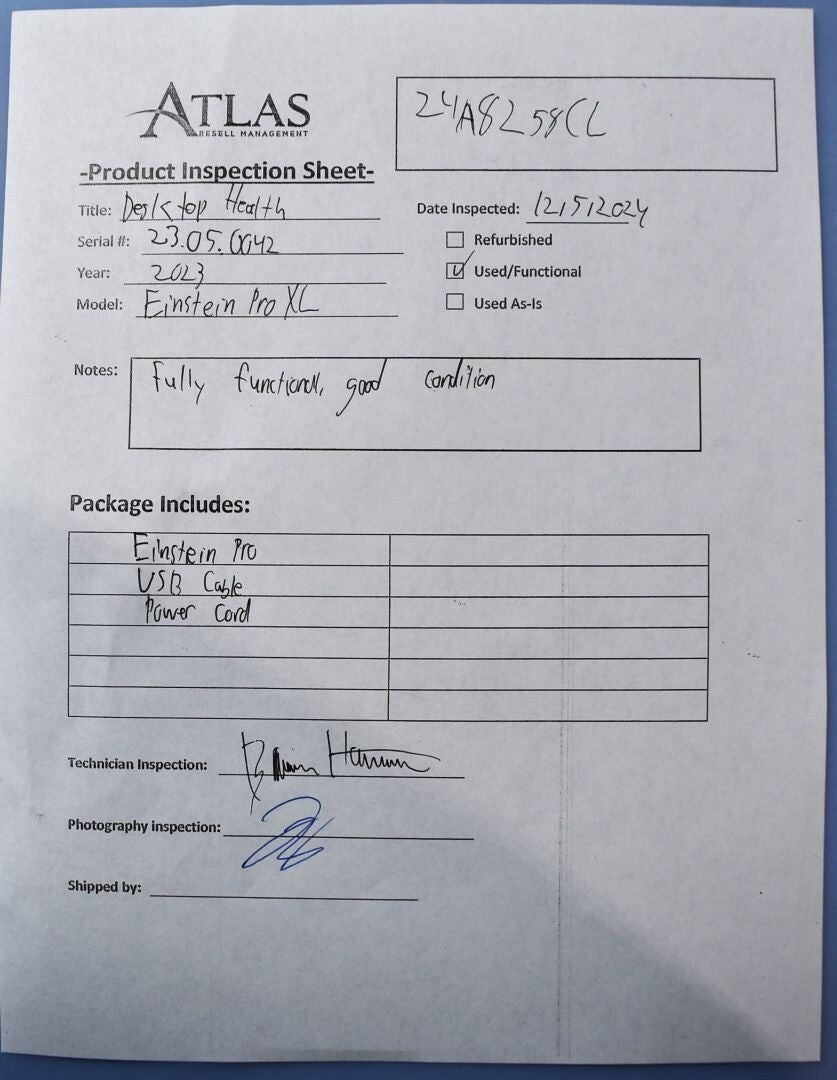 ATLAS
RESELL MANAGEMENT
24A8258CL
-Product Inspection Sheet-
Title: Desktop Health
Date Inspected: 12/5/2024
Serial #: 23.05.0042
Refurbished
Year: 2023
Used/Functional
Model: Einstein Pro XL
Used As-Is
Notes: Fully functional, good condition
Package Includes:
Einstein Pro
USB Cable
Power Cord
Technician Inspection:
Photography inspection:
Shipped by: